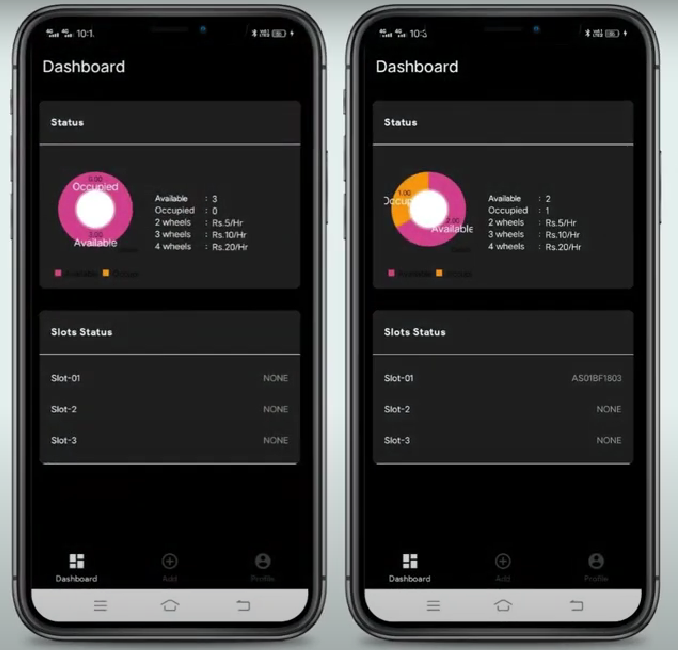 10:1
Dashboard
Status
0.00
Occupied
3.00
Available
Available : 3
Occupied : 0
2 wheels : Rs.5/Hr
3 wheels : Rs.10/Hr
4 wheels : Rs.20/Hr
Available
Slots Status
Slot-01 NONE
Slot-2 NONE
Slot-3 NONE
Dashboard Add Profile
10:
Dashboard
Status
1.00
Occup
2.00
Available
Available : 2
Occupied : 1
2 wheels : Rs.5/Hr
3 wheels : Rs.10/Hr
4 wheels : Rs.20/Hr
Available
Slots Status
Slot-01 AS01BF1803
Slot-2 NONE
Slot-3 NONE
Dashboard Add Profile